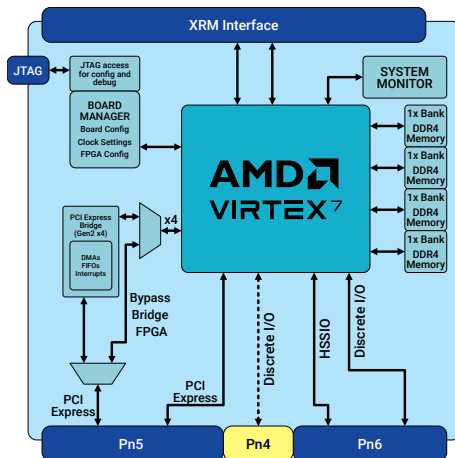 XRM Interface
JTAG
JTAG access
for config and
debug
SYSTEM
MONITOR
BOARD
MANAGER
Board Config
Clock Settings
FPGA Config
AMD
VIRTEX 7
1x Bank
DDR4
Memory
1x Bank
DDR4
Memory
1x Bank
DDR4
Memory
1x Bank
DDR4
Memory
PCI Express
Bridge
(Gen2 x4)
DMAs
FIFOs
Interrupts
x4
Bypass
Bridge
FPGA
PCI
Express
PCI
Express
Discrete I/O
HSSIO
Discrete I/O
Pn5
Pn4
Pn6